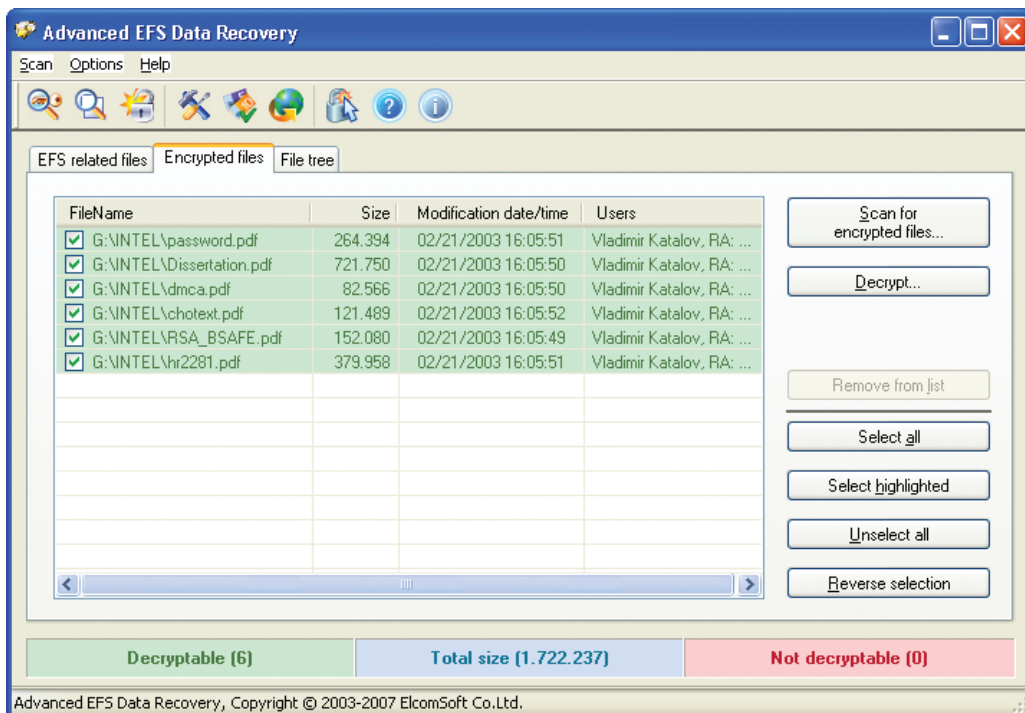 Advanced EFS Data Recovery
Scan Options Help
EFS related files Encrypted files File tree
FileName Size Modification date/time Users
G:\INTEL\password.pdf 264.394 02/21/2003 16:05:51 Vladimir Katalov, RA: ...
G:\INTEL\Dissertation.pdf 721.750 02/21/2003 16:05:50 Vladimir Katalov, RA: ...
G:\INTEL\dmca.pdf 82.566 02/21/2003 16:05:50 Vladimir Katalov, RA: ...
G:\INTEL\chotext.pdf 121.489 02/21/2003 16:05:52 Vladimir Katalov, RA: ...
G:\INTEL\RSA_BSAFE.pdf 152.080 02/21/2003 16:05:49 Vladimir Katalov, RA: ...
G:\INTEL\hr2281.pdf 379.958 02/21/2003 16:05:51 Vladimir Katalov, RA: ...
Scan for
encrypted files...
Decrypt...
Remove from list
Select all
Select highlighted
Unselect all
Reverse selection
Decryptable (6) Total size (1.722.237) Not decryptable (0)
Advanced EFS Data Recovery, Copyright © 2003-2007 ElcomSoft Co.Ltd.